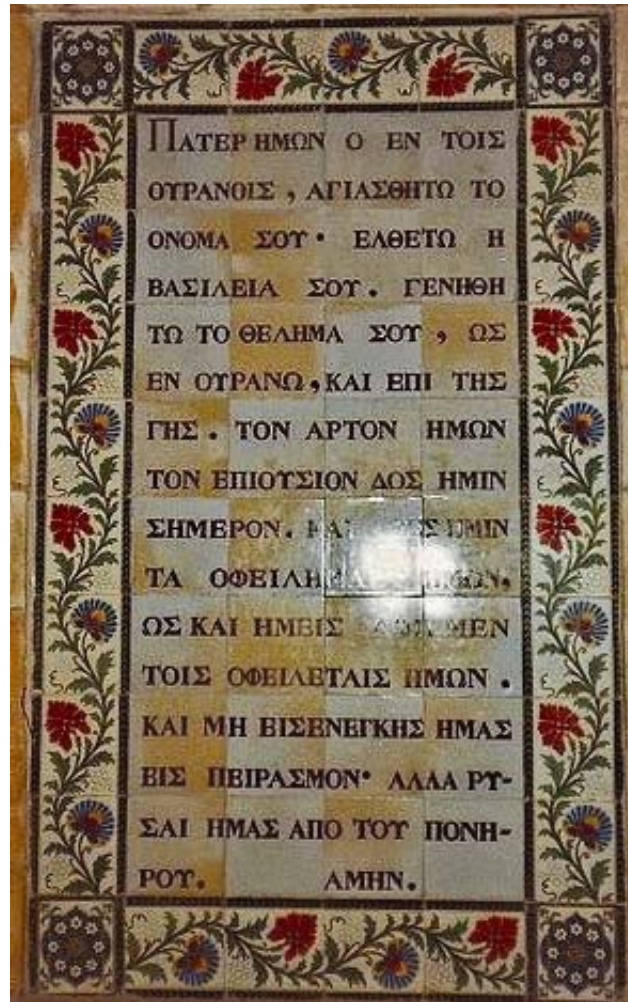 ΠΑΤΕΡ ΗΜΩΝ Ο ΕΝ ΤΟΙΣ
ΟΥΡΑΝΟΙΣ , ΑΓΙΑΣΘΗΤΩ ΤΟ
ΟΝΟΜΑ ΣΟΥ· ΕΛΘΕΤΩ Η
ΒΑΣΙΛΕΙΑ ΣΟΥ. ΓΕΝΗΘΗ
ΤΩ ΤΟ ΘΕΛΗΜΑ ΣΟΥ , ΩΣ
ΕΝ ΟΥΡΑΝΩ, ΚΑΙ ΕΠΙ ΤΗΣ
ΓΗΣ . ΤΟΝ ΑΡΤΟΝ ΗΜΩΝ
ΤΟΝ ΕΠΙΟΥΣΙΟΝ ΔΟΣ ΗΜΙΝ
ΣΗΜΕΡΟΝ. ΗΜΙΝ
ΤΑ ΗΜΩΝ,
ΩΣ ΚΑΙ ΗΜΕΙΣ
ΤΟΙΣ ΟΦΕΙΛΕΤΑΙΣ ΗΜΩΝ .
ΚΑΙ ΜΗ ΕΙΣΕΝΕΓΚΗΣ ΗΜΑΣ
ΕΙΣ ΠΕΙΡΑΣΜΟΝ· ΑΛΛΑ ΡΥ-
ΣΑΙ ΗΜΑΣ ΑΠΟ ΤΟΥ ΠΟΝΗ-
ΡΟΥ. ΑΜΗΝ.